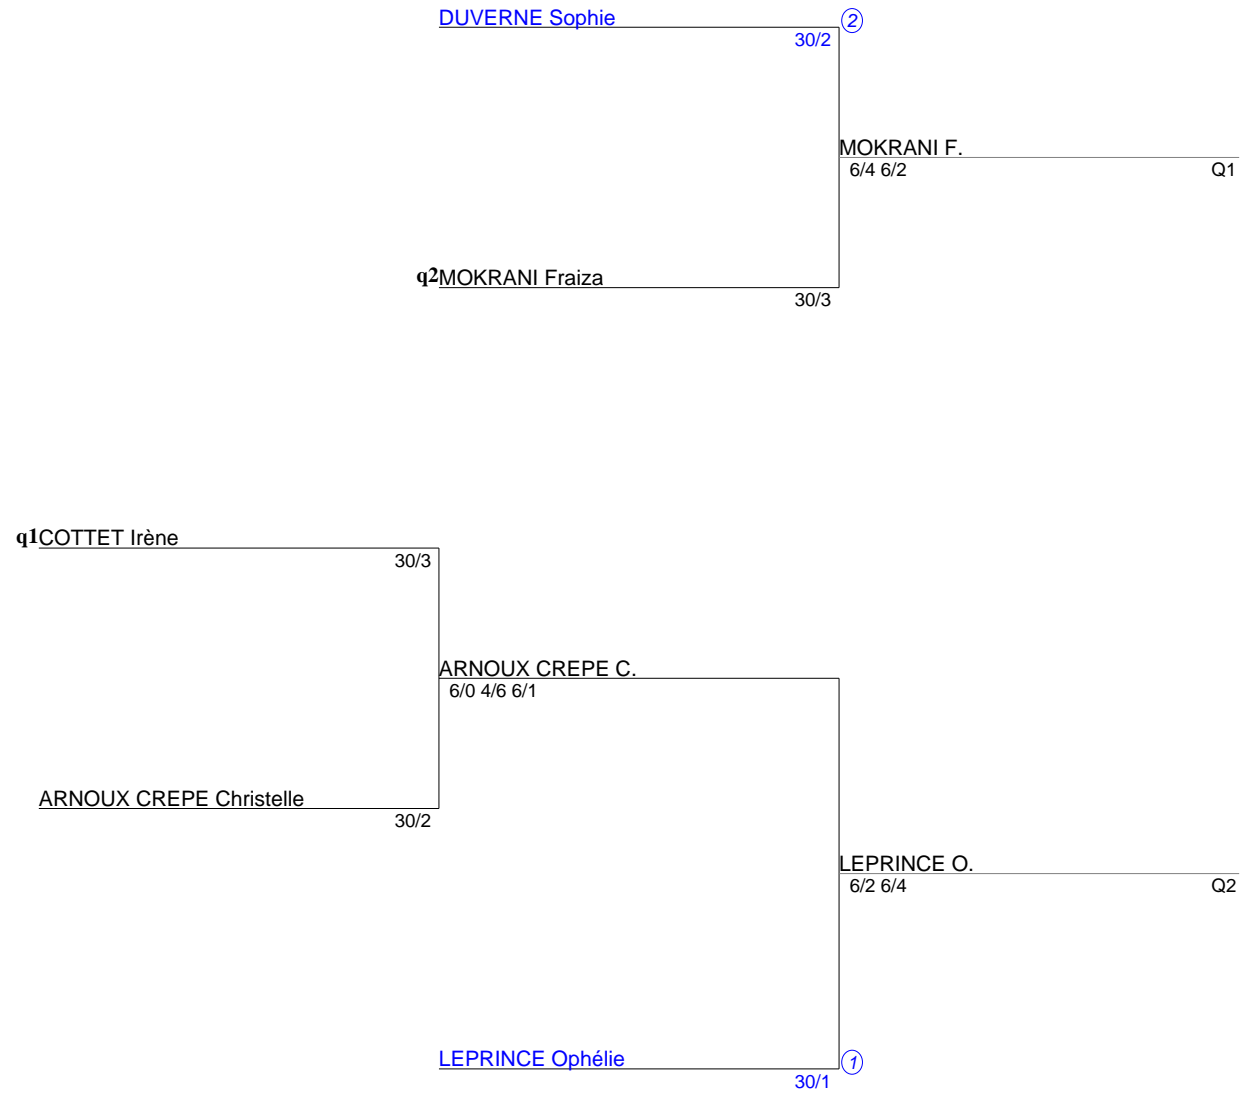 DUVERNE Sophie
2
30/2
MOKRANI F.
6/4 6/2
Q1
q2MOKRANI Fraiza
30/3
q1COTTET Irène
30/3
ARNOUX CREPE C.
6/0 4/6 6/1
ARNOUX CREPE Christelle
30/2
LEPRINCE O.
6/2 6/4
Q2
LEPRINCE Ophélie
1
30/1